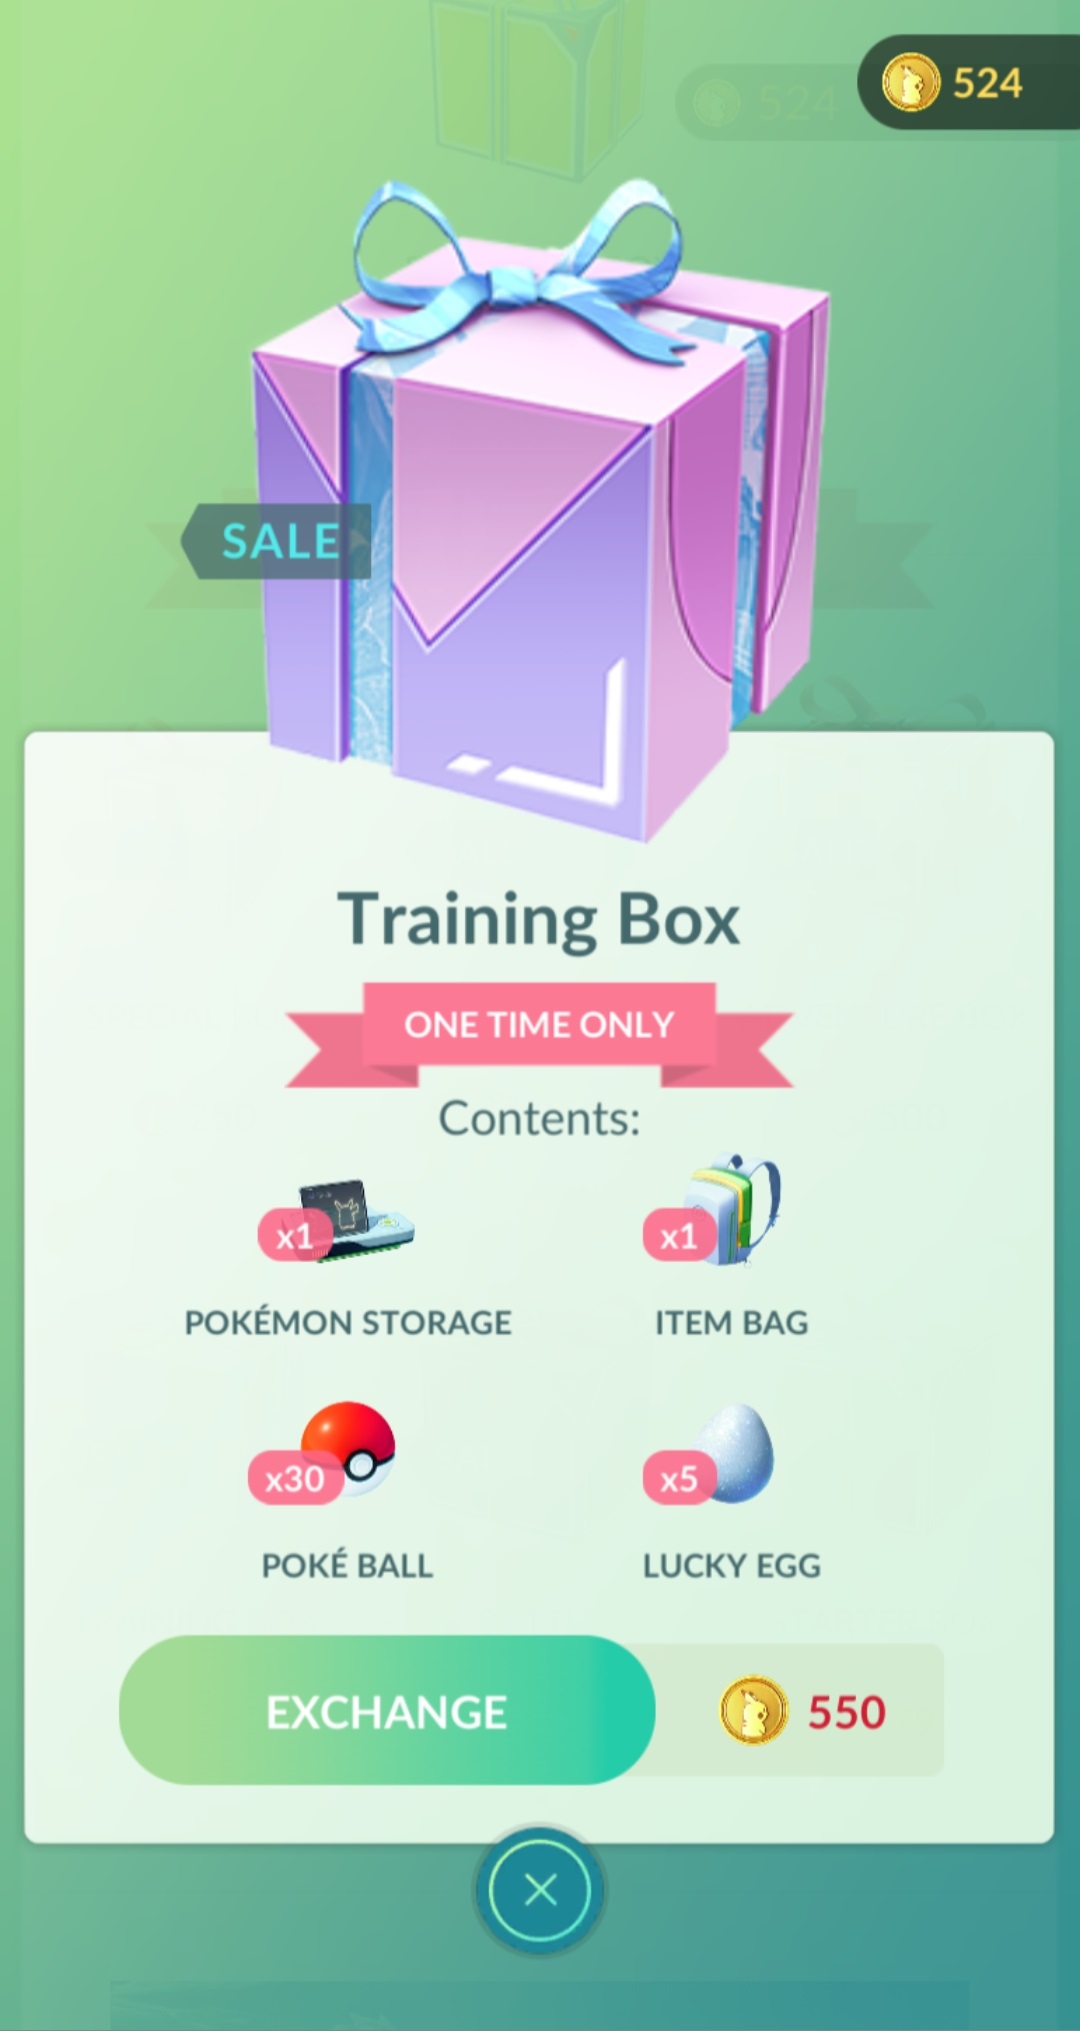 524
524
SALE
Training Box
ONE TIME ONLY
Contents:
x1
x1
POKÉMON STORAGE
ITEM BAG
x30
x5
POKÉ BALL
LUCKY EGG
EXCHANGE
550